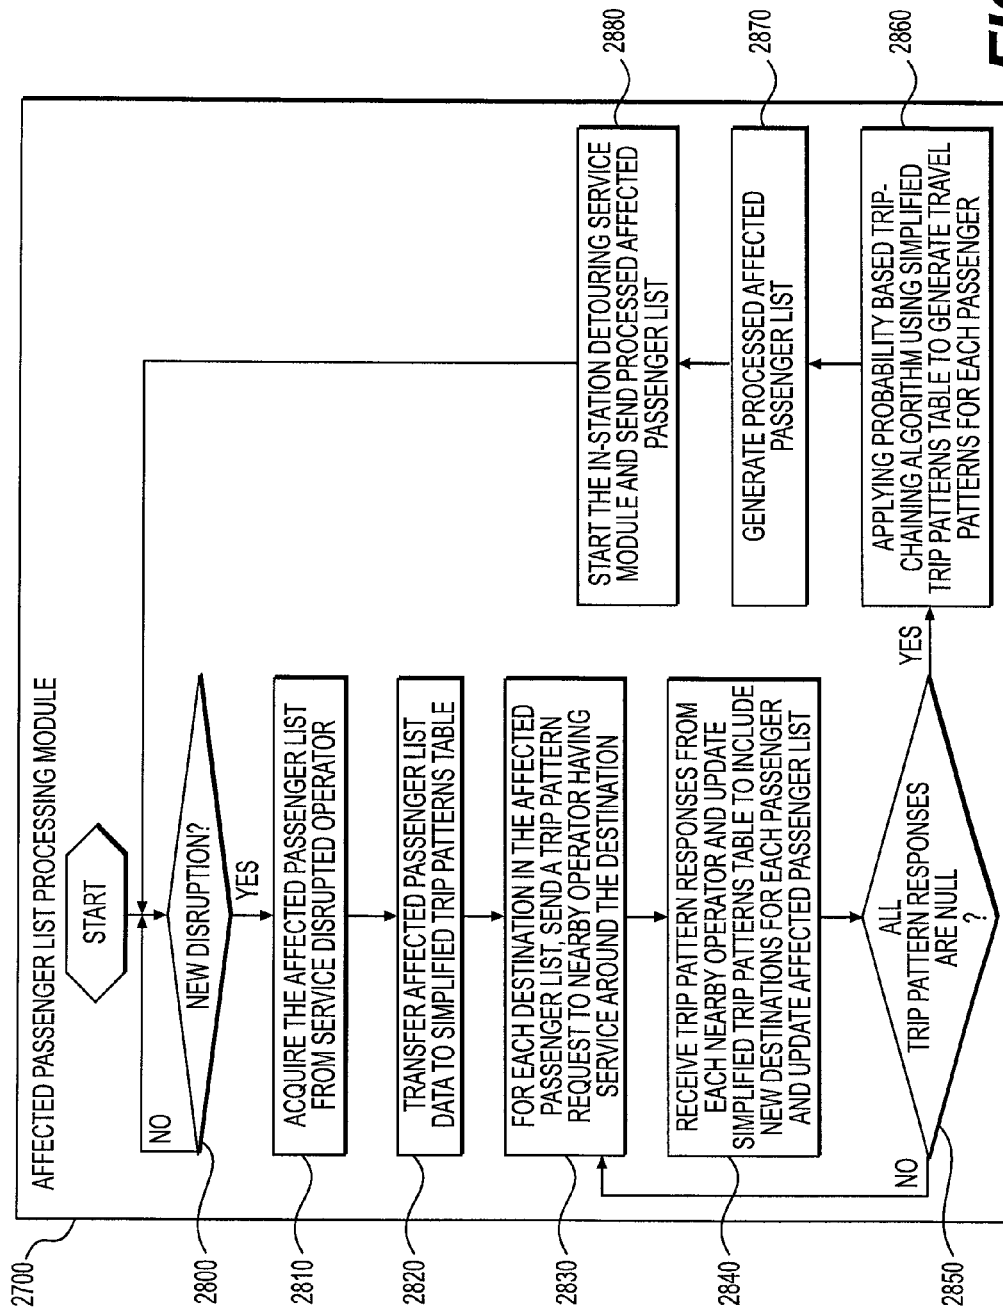 2700
AFFECTED PASSENGER LIST PROCESSING MODULE
START
2800
NEW DISRUPTION?
NO
YES
2810
ACQUIRE THE AFFECTED PASSENGER LIST
FROM SERVICE DISRUPTED OPERATOR
2820
TRANSFER AFFECTED PASSENGER LIST
DATA TO SIMPLIFIED TRIP PATTERNS TABLE
2830
FOR EACH DESTINATION IN THE AFFECTED
PASSENGER LIST, SEND A TRIP PATTERN
REQUEST TO NEARBY OPERATOR HAVING
SERVICE AROUND THE DESTINATION
2840
RECEIVE TRIP PATTERN RESPONSES FROM
EACH NEARBY OPERATOR AND UPDATE
SIMPLIFIED TRIP PATTERNS TABLE TO INCLUDE
NEW DESTINATIONS FOR EACH PASSENGER
AND UPDATE AFFECTED PASSENGER LIST
2850
ALL
TRIP PATTERN RESPONSES
ARE NULL
?
NO
YES
START THE IN-STATION DETOURING SERVICE
MODULE AND SEND PROCESSED AFFECTED
PASSENGER LIST
2880
GENERATE PROCESSED AFFECTED
PASSENGER LIST
2870
APPLYING PROBABILITY BASED TRIP-
CHAINING ALGORITHM USING SIMPLIFIED
TRIP PATTERNS TABLE TO GENERATE TRAVEL
PATTERNS FOR EACH PASSENGER
2860